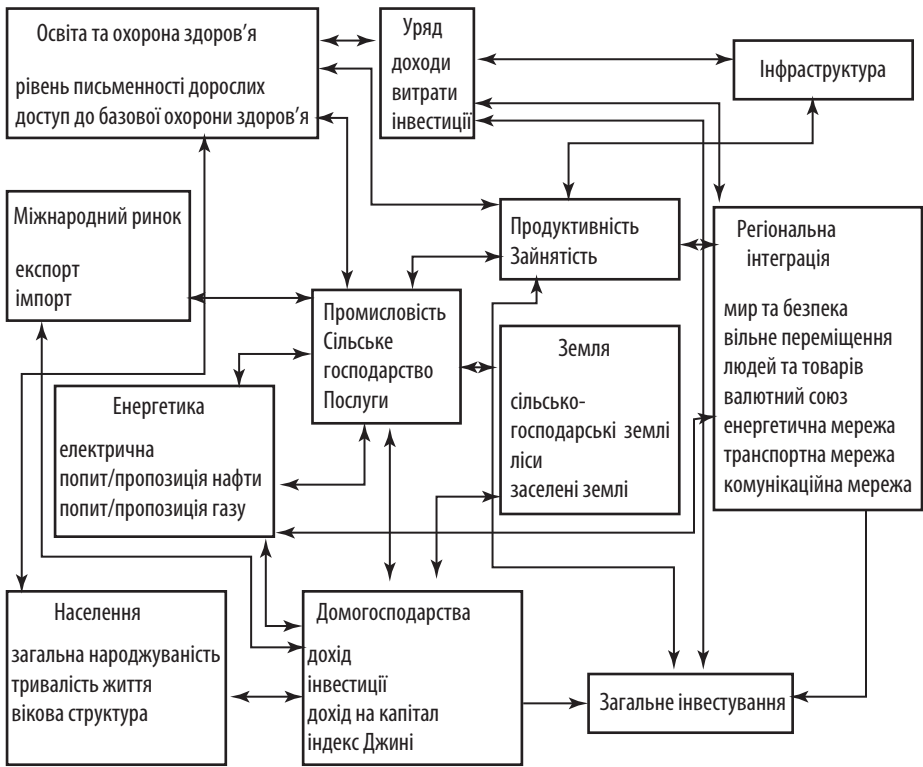 Освіта та охорона здоров’я
рівень письменності дорослих
доступ до базової охорони здоров’я
Уряд
доходи
витрати
інвестиції
Інфраструктура
Міжнародний ринок
експорт
імпорт
Продуктивність
Зайнятість
Регіональна
інтеграція
мир та безпека
вільне переміщення
людей та товарів
валютний союз
енергетична мережа
транспортна мережа
комунікаційна мережа
Промисловість
Сільське
господарство
Послуги
Земля
сільсько-
господарські землі
ліси
заселені землі
Енергетика
електрична
попит/пропозиція нафти
попит/пропозиція газу
Населення
загальна народжуваність
тривалість життя
вікова структура
Домогосподарства
дохід
інвестиції
дохід на капітал
індекс Джині
Загальне інвестування